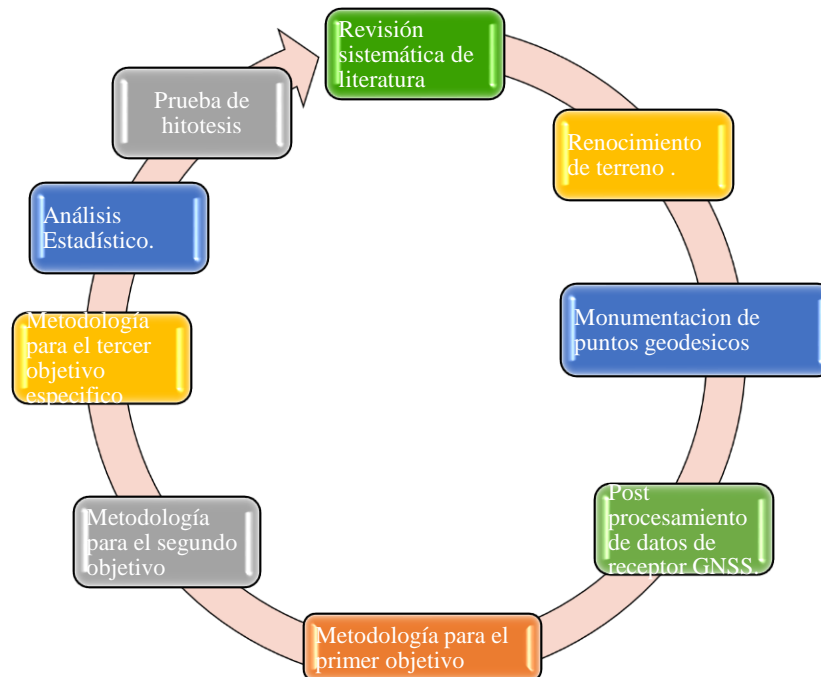 Revisión
sistemática de
literatura
Renocimiento
de terreno .
Monumentacion de
puntos geodesicos
Post
procesamiento
de datos de
receptor GNSS.
Metodología para el
primer objetivo
Metodología
para el segundo
objetivo
Metodología
para el tercer
objetivo
especifico
Análisis
Estadístico.
Prueba de
hitotesis